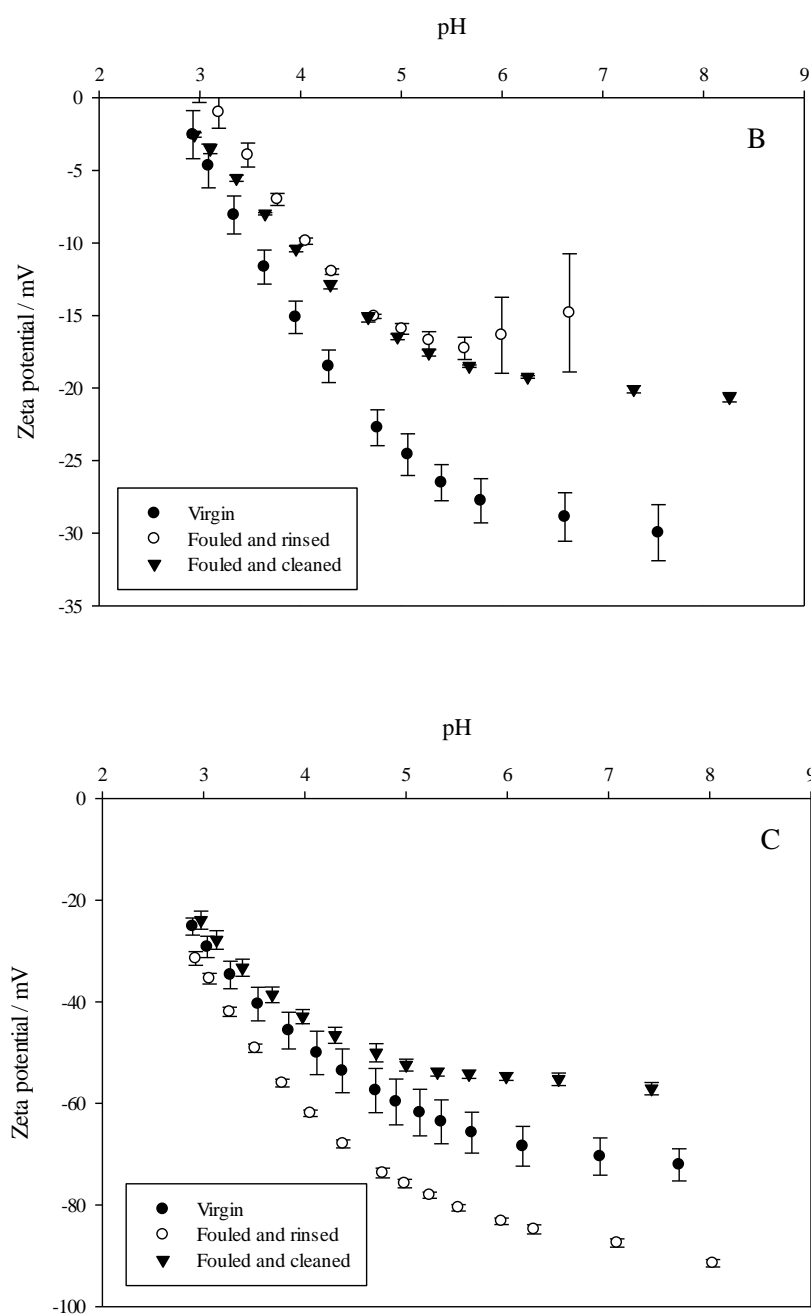 pH
2 3 4 5 6 7 8 9
0
B
-5
-10
-15
Zeta potential / mV
-20
-25
-30
-35
Virgin
Fouled and rinsed
Fouled and cleaned
pH
2 3 4 5 6 7 8 9
0
C
-20
-40
Zeta potential / mV
-60
-80
-100
Virgin
Fouled and rinsed
Fouled and cleaned